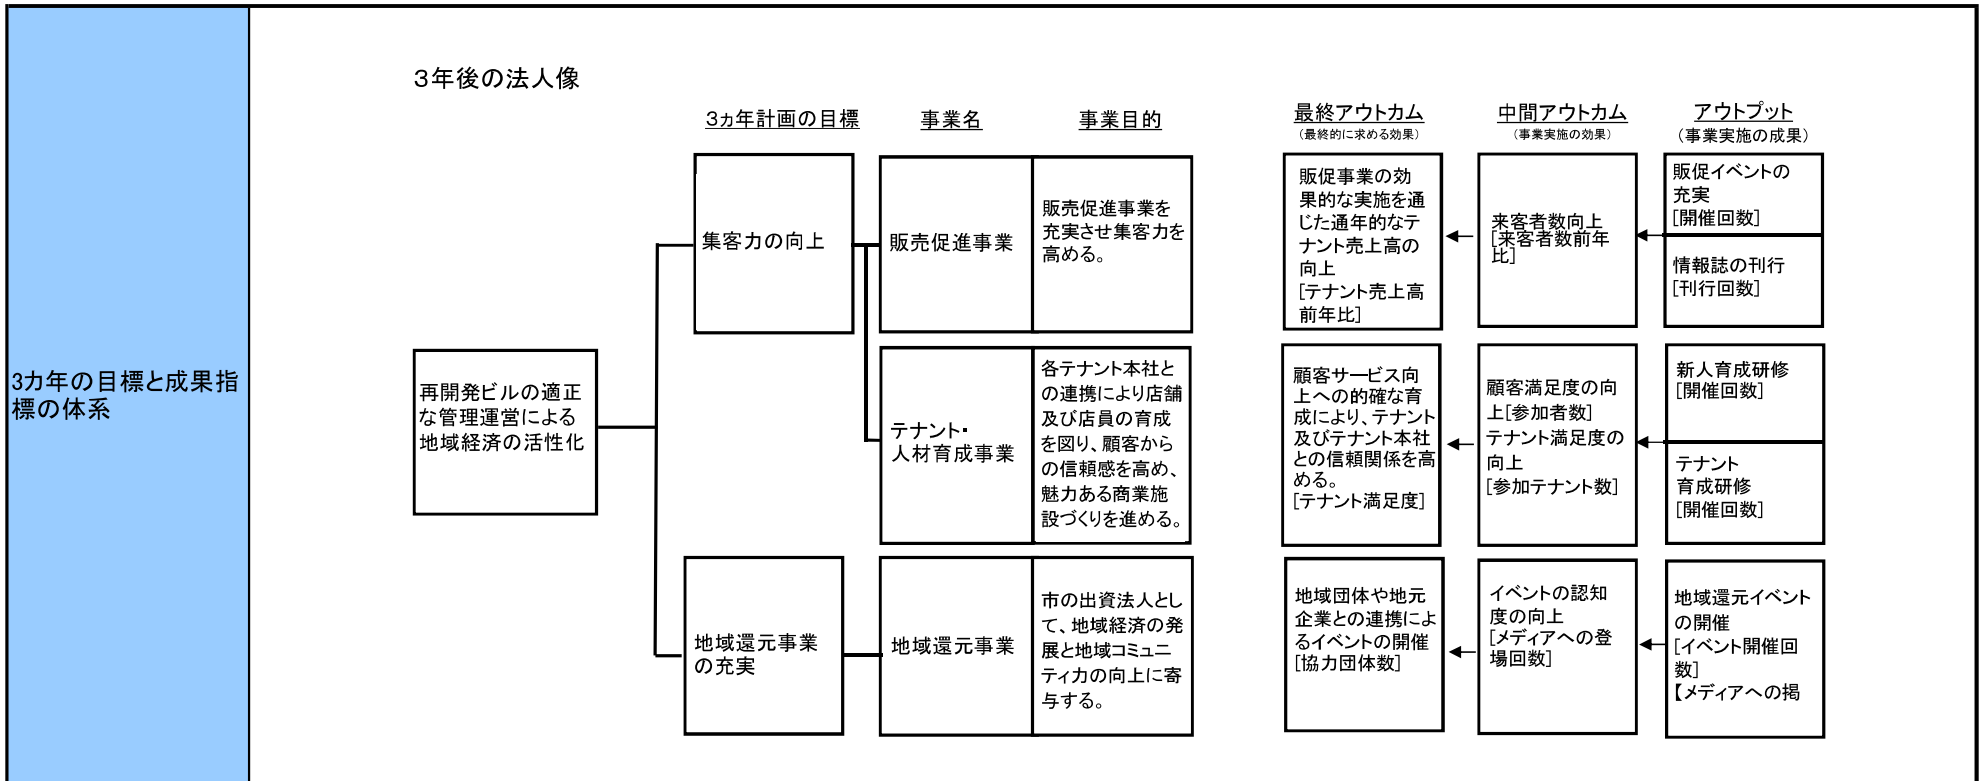 3カ年の目標と成果指
標の体系
3年後の法人像
再開発ビルの適正
な管理運営による
地域経済の活性化
3ヵ年計画の目標
集客力の向上
地域還元事業
の充実
事業名
販売促進事業
テナント・
人材育成事業
地域還元事業
事業目的
販売促進事業を
充実させ集客力を
高める。
各テナント本社と
の連携により店舗
及び店員の育成
を図り、顧客から
の信頼感を高め、
魅力ある商業施
設づくりを進める。
市の出資法人とし
て、地域経済の発
展と地域コミュニ
ティ力の向上に寄
与する。
最終アウトカム
(最終的に求める効果)
販促事業の効
果的な実施を通
じた通年的なテ
ナント売上高の
向上
[テナント売上高
前年比]
顧客サービス向
上への的確な育
成により、テナント
及びテナント本社
との信頼関係を高
める。
[テナント満足度]
地域団体や地元
企業との連携によ
るイベントの開催
[協力団体数]
中間アウトカム
(事業実施の効果)
来客者数向上
[来客者数前年
比]
顧客満足度の向
上[参加者数]
テナント満足度の
向上
[参加テナント数]
イベントの認知
度の向上
[メディアへの登
場回数]
アウトプット
(事業実施の成果)
販促イベントの
充実
[開催回数]
情報誌の刊行
[刊行回数]
新人育成研修
[開催回数]
テナント
育成研修
[開催回数]
地域還元イベント
の開催
[イベント開催回
数]
【メディアへの掲